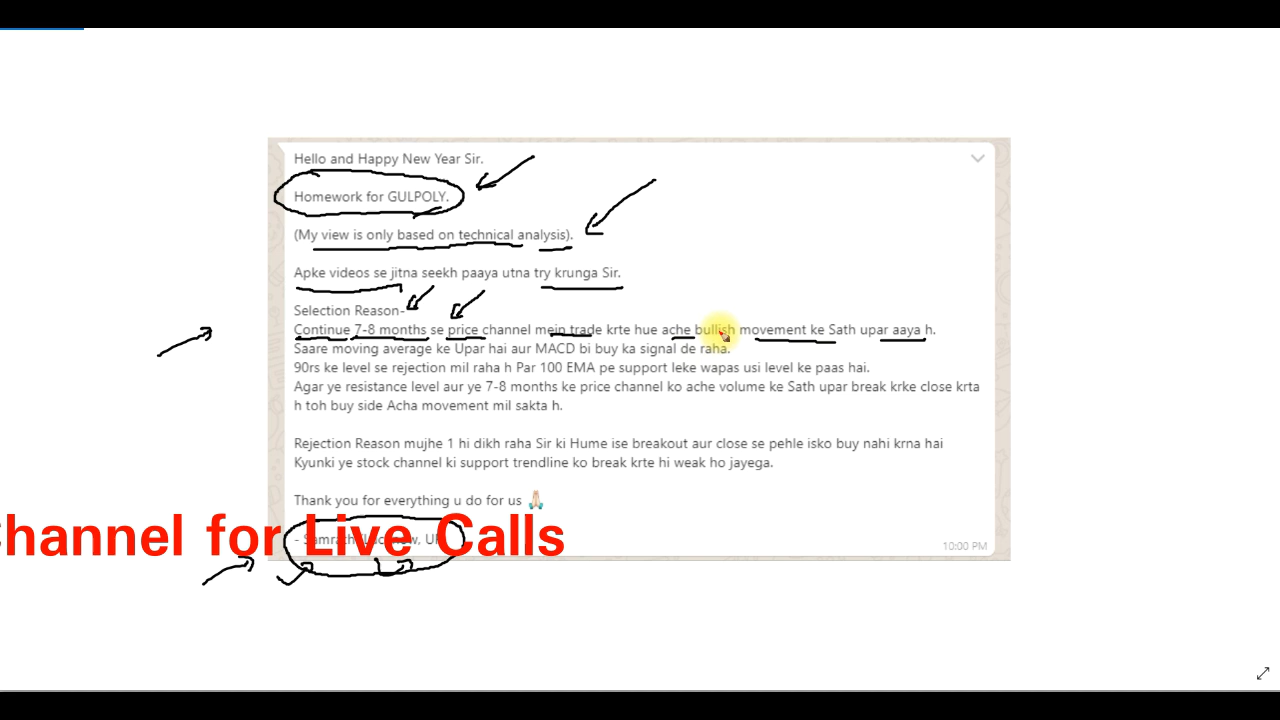 Hello and Happy New Year Sir.
Homework for GULPOLY.
(My view is only based on technical analysis).
Apke videos se jitna seekh paaya utna try krunga Sir.
Selection Reason-
Continue 7-8 months se price channel mein trade krte hue ache bullish movement ke Sath upar aaya h.
Saare moving average ke Upar hai aur MACD bi buy ka signal de raha.
90rs ke level se rejection mil raha h Par 100 EMA pe support leke wapas usi level ke paas hai.
Agar ye resistance level aur ye 7-8 months ke price channel ko ache volume ke Sath upar break krke close krta
h toh buy side Acha movement mil sakta h.
Rejection Reason mujhe 1 hi dikh raha Sir ki Hume ise breakout aur close se pehle isko buy nahi krna hai
Kyunki ye stock channel ki support trendline ko break krte hi weak ho jayega.
Thank you for everything u do for us 🙏🏻
hannel for Live Calls
10:00 PM